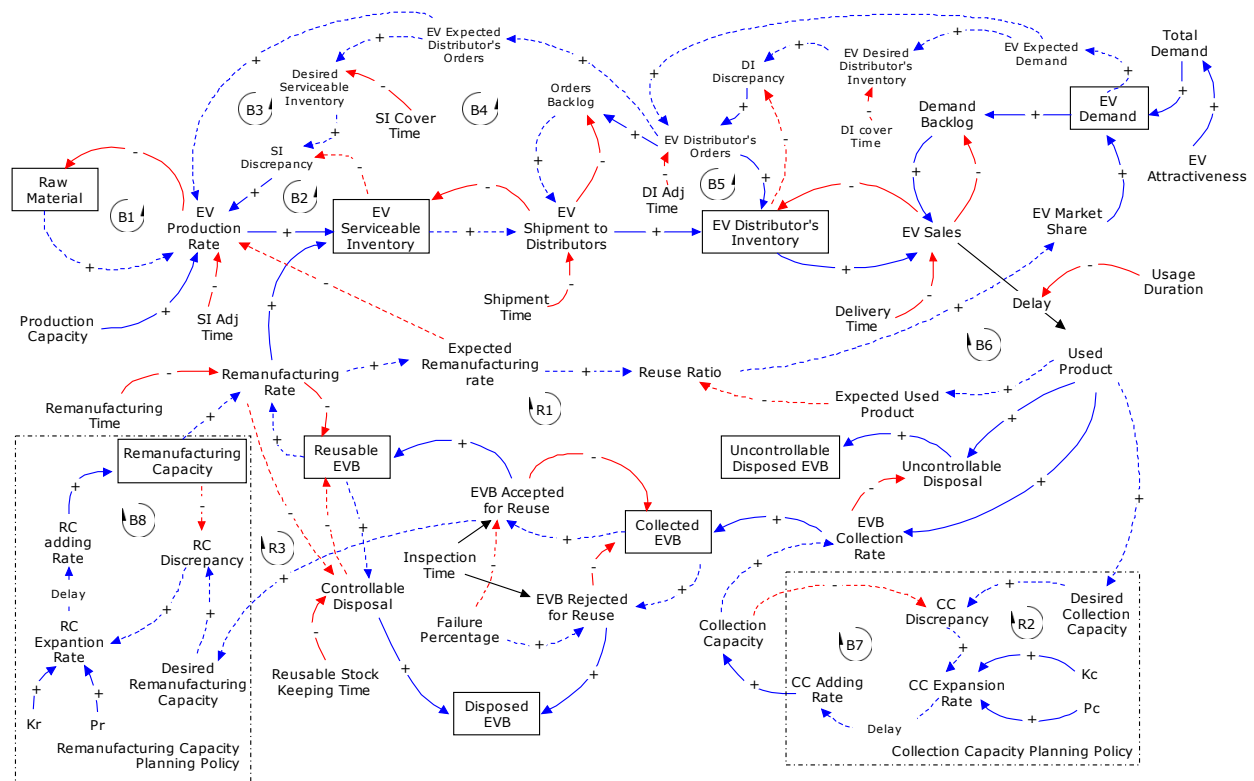 EV Expected
Distributor's
Orders
Desired
Serviceable
Inventory
SI Cover
Time
SI
Discrepancy
Orders
Backlog
DI
Discrepancy
EV Desired
Distributor's
Inventory
EV Expected
Demand
Total
Demand
EV
Demand
Demand
Backlog
DI cover
Time
EV Distributor's
Orders
DI Adj
Time
EV
Attractiveness
Raw
Material
EV
Production
Rate
EV
Serviceable
Inventory
EV
Shipment to
Distributors
EV Distributor's
Inventory
EV Sales
EV Market
Share
Usage
Duration
Delay
Production
Capacity
SI Adj
Time
Shipment
Time
Delivery
Time
Used
Product
Remanufacturing
Rate
Expected
Remanufacturing
rate
Reuse Ratio
Expected Used
Product
Remanufacturing
Time
Remanufacturing
Capacity
Reusable
EVB
EVB Accepted
for Reuse
Collected
EVB
Uncontrollable
Disposed EVB
Uncontrollable
Disposal
EVB
Collection
Rate
RC
adding
Rate
RC
Discrepancy
Delay
RC
Expantion
Rate
Desired
Remanufacturing
Capacity
Kr
Pr
Remanufacturing Capacity
Planning Policy
Controllable
Disposal
Inspection
Time
EVB Rejected
for Reuse
Failure
Percentage
Reusable Stock
Keeping Time
Disposed
EVB
Collection
Capacity
CC
Discrepancy
Desired
Collection
Capacity
CC Adding
Rate
CC Expansion
Rate
Delay
Kc
Pc
Collection Capacity Planning Policy
B1
B2
B3
B4
B5
B6
B7
B8
R1
R2
R3